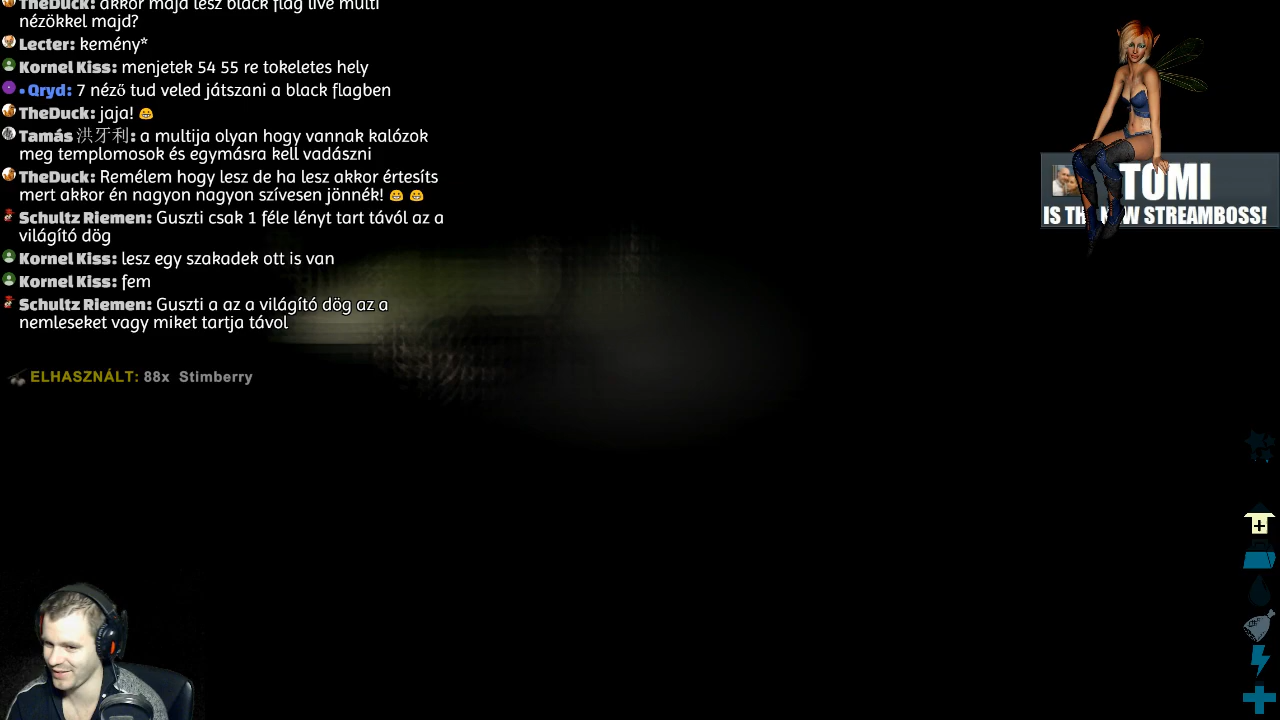 TheDuck: akkor majd lesz black flag live multi
nézökkel majd?
Lecter: kemény*
Kornel Kiss: menjetek 54 55 re tokeletes hely
Qryd: 7 néző tud veled játszani a black flagben
TheDuck: jaja!
Tamás 洪牙利: a multija olyan hogy vannak kalózok
meg templomosok és egymásra kell vadászni
TheDuck: Remélem hogy lesz de ha lesz akkor értesíts
mert akkor én nagyon nagyon szívesen jönnék!
Schultz Riemen: Guszti csak 1 féle lényt tart távól az a
világító dög
Kornel Kiss: lesz egy szakadek ott is van
Kornel Kiss: fem
Schultz Riemen: Guszti a az a világító dög az a
nemleseket vagy miket tartja távol
ELHASZNÁLT: 88x Stimberry
TOMI
IS THE NEW STREAMBOSS!